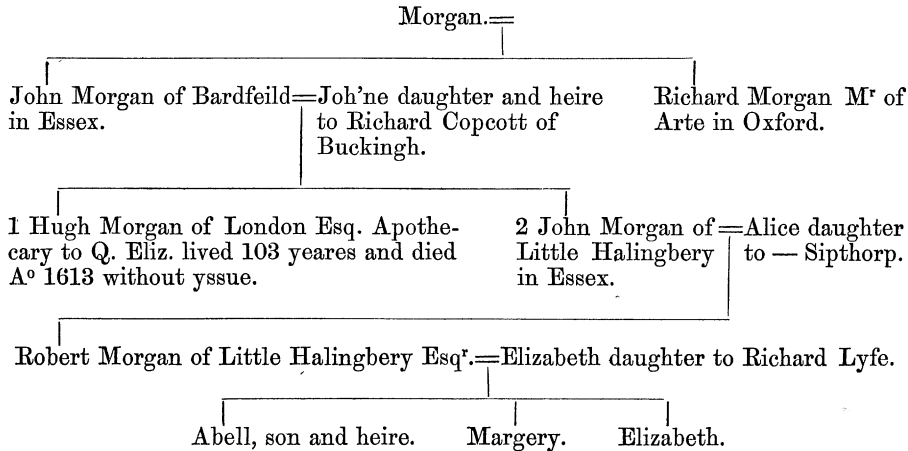 Morgan.=
John Morgan of Bardfeild=Joh'ne daughter and heire
in Essex.
to Richard Copcott of
Buckingh.
Richard Morgan Mʳ of
Arte in Oxford.
1 Hugh Morgan of London Esq. Apothe-
cary to Q. Eliz. lived 103 yeares and died
Aº 1613 without yssue.
2 John Morgan of=Alice daughter
Little Halingbery
in Essex.
to — Sipthorp.
Robert Morgan of Little Halingbery Esqʳ.=Elizabeth daughter to Richard Lyfe.
Abell, son and heire. Margery. Elizabeth.